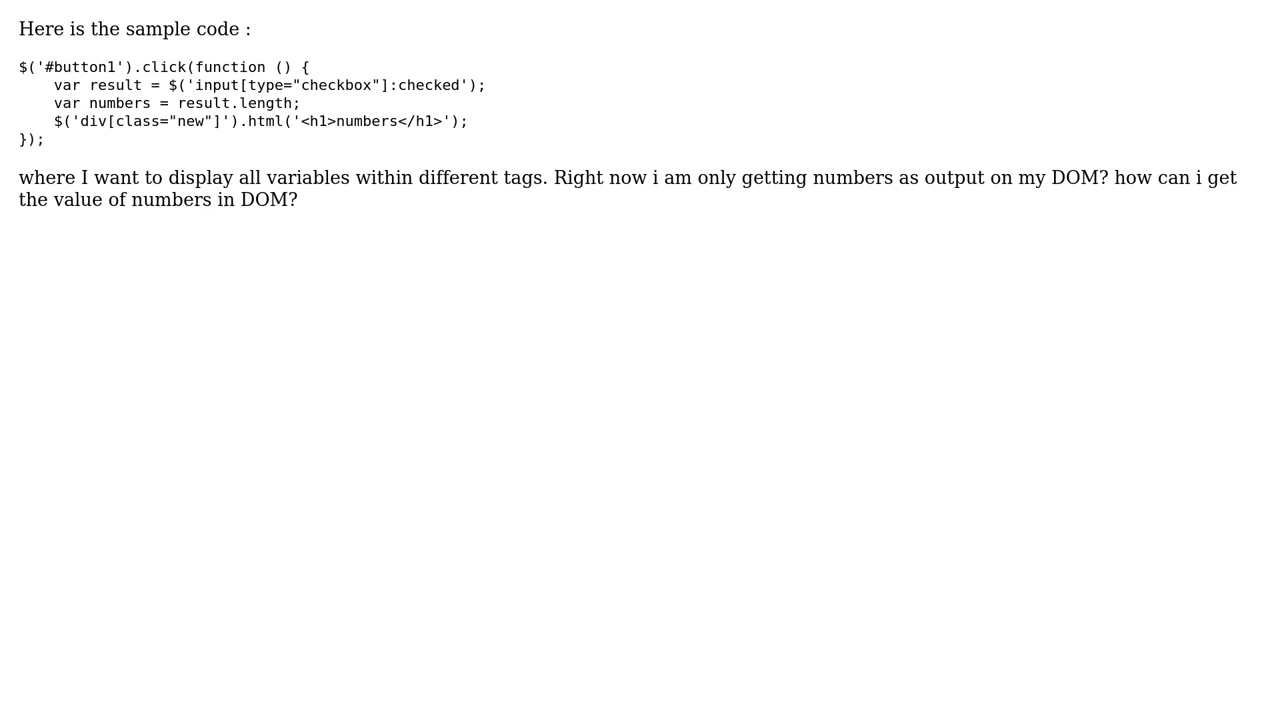 Here is the sample code :
$('#button1').click(function () {
    var result = $('input[type="checkbox"]:checked');
    var numbers = result.length;
    $('div[class="new"]').html('<h1>numbers</h1>');
});
where I want to display all variables within different tags. Right now i am only getting numbers as output on my DOM? how can i get
the value of numbers in DOM?